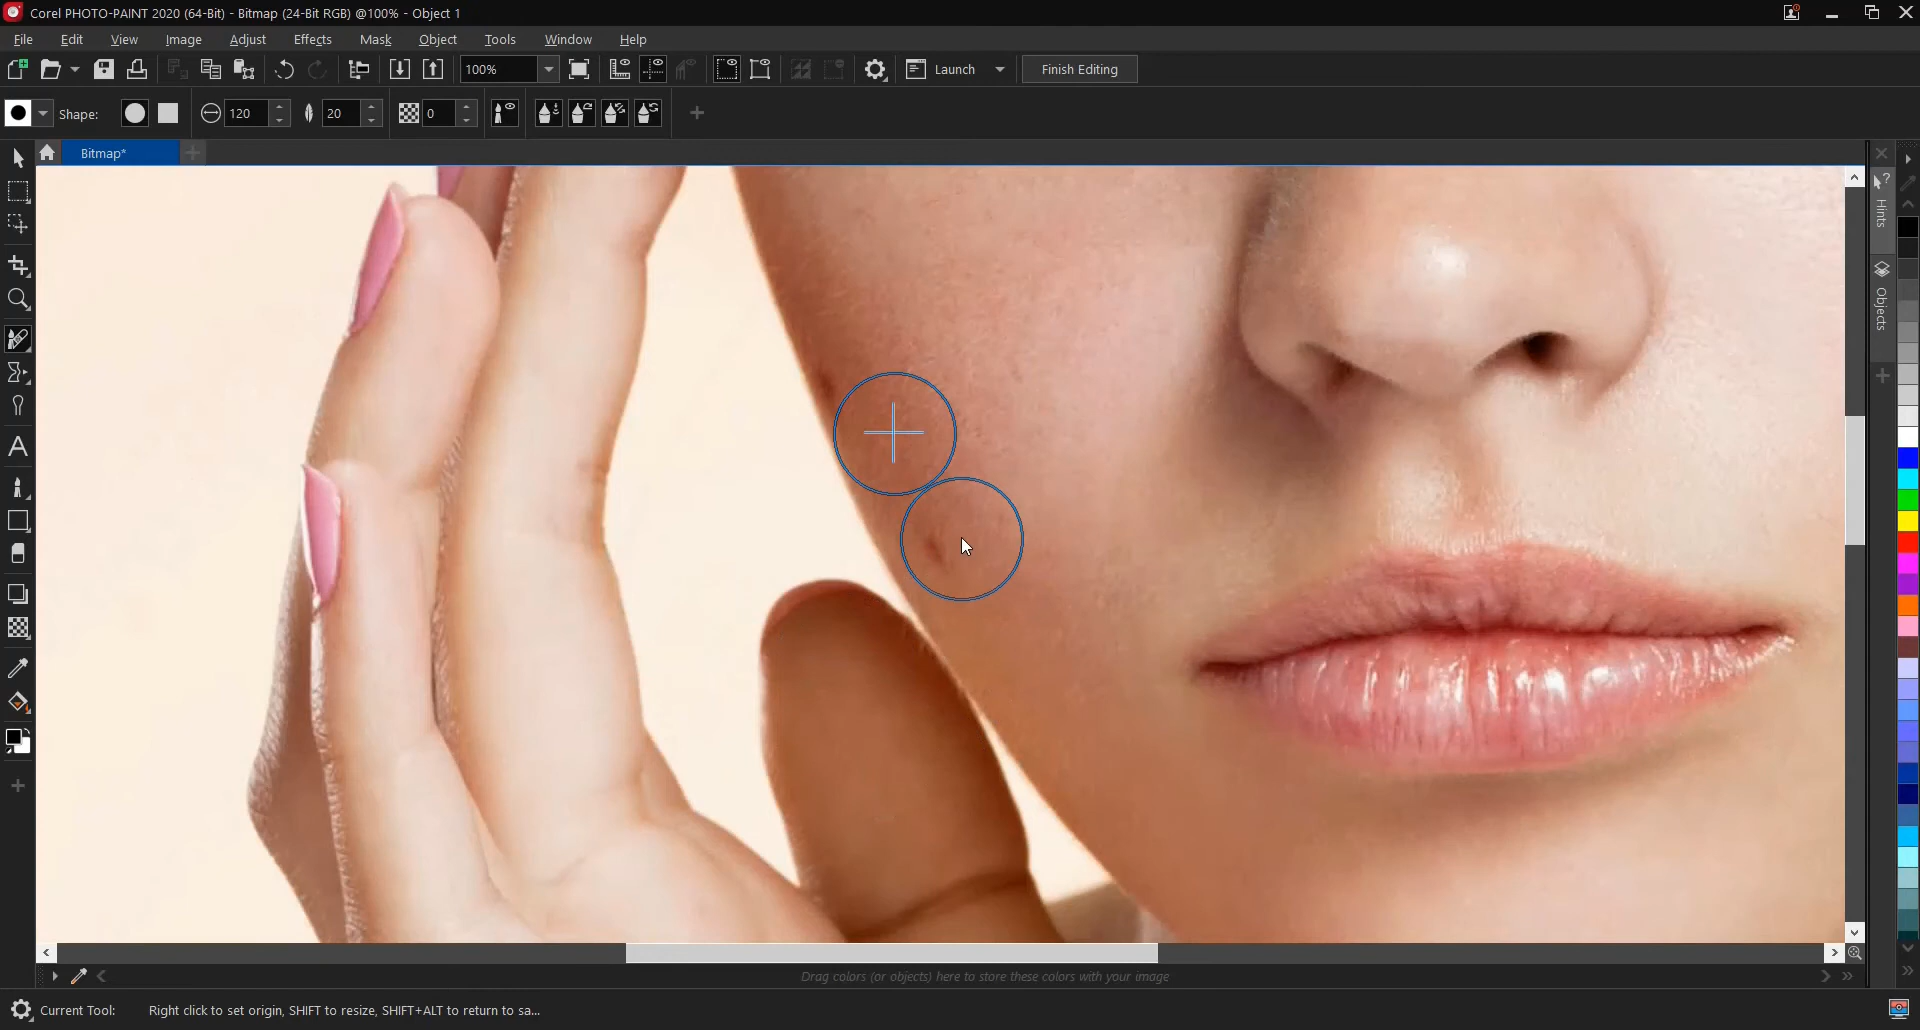 Corel PHOTO-PAINT 2020 (64-Bit) - Bitmap (24-Bit RGB) @100% - Object 1
File Edit View Image Adjust Effects Mask Object Tools Window Help
100% Launch Finish Editing
Shape: 120 20 0
Bitmap*
Hints
Objects
A
Drag colors (or objects) here to store these colors with your image
Current Tool: Right click to set origin, SHIFT to resize, SHIFT+ALT to return to sa...